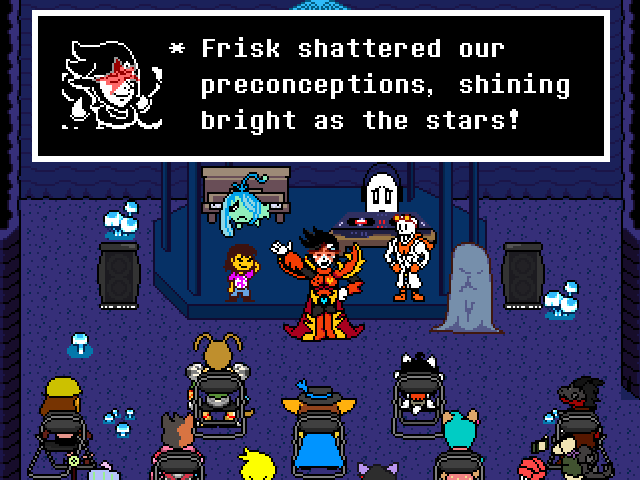 * Frisk shattered our
preconceptions, shining
bright as the stars!